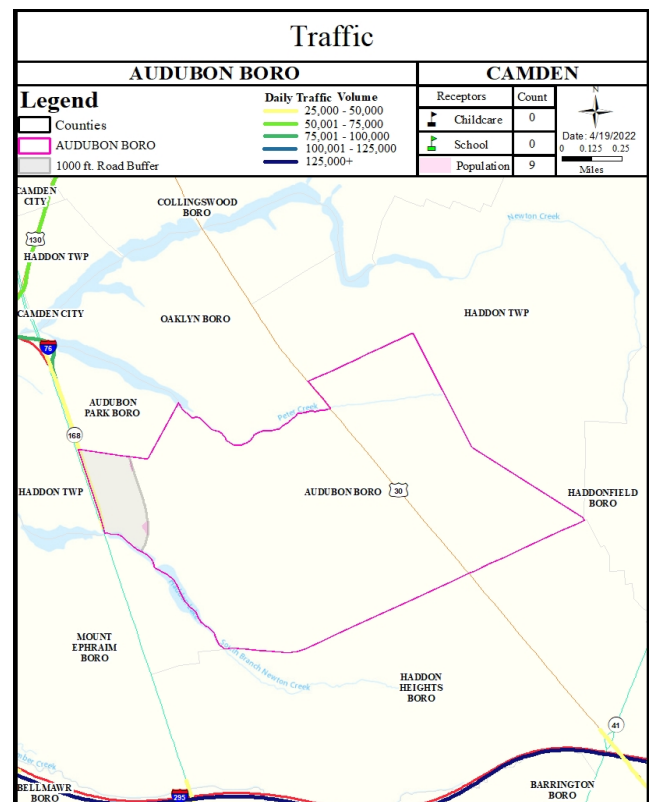 Traffic
AUDUBON BORO
CAMDEN
Legend
Counties
AUDUBON BORO
1000 ft. Road Buffer
Daily Traffic Volume
25,000 - 50,000
50,001 - 75,000
75,001 - 100,000
100,001 - 125,000
125,000+
Receptors Count
Childcare 0
School 0
Population 9
N
Date: 4/19/2022
0 0.125 0.25
Miles
CAMDEN
CITY
COLLINGSWOOD
BORO
Newton Creek
130
HADDON TWP
CAMDEN CITY
OAKLYN BORO
HADDON TWP
76
AUDUBON
PARK BORO
Peter Creek
168
HADDON TWP
AUDUBON BORO
30
HADDONFIELD
BORO
MOUNT
EPHRAIM
BORO
South Branch Newton Creek
HADDON
HEIGHTS
BORO
41
BELLMAWR
BORO
295
BARRINGTON
BORO